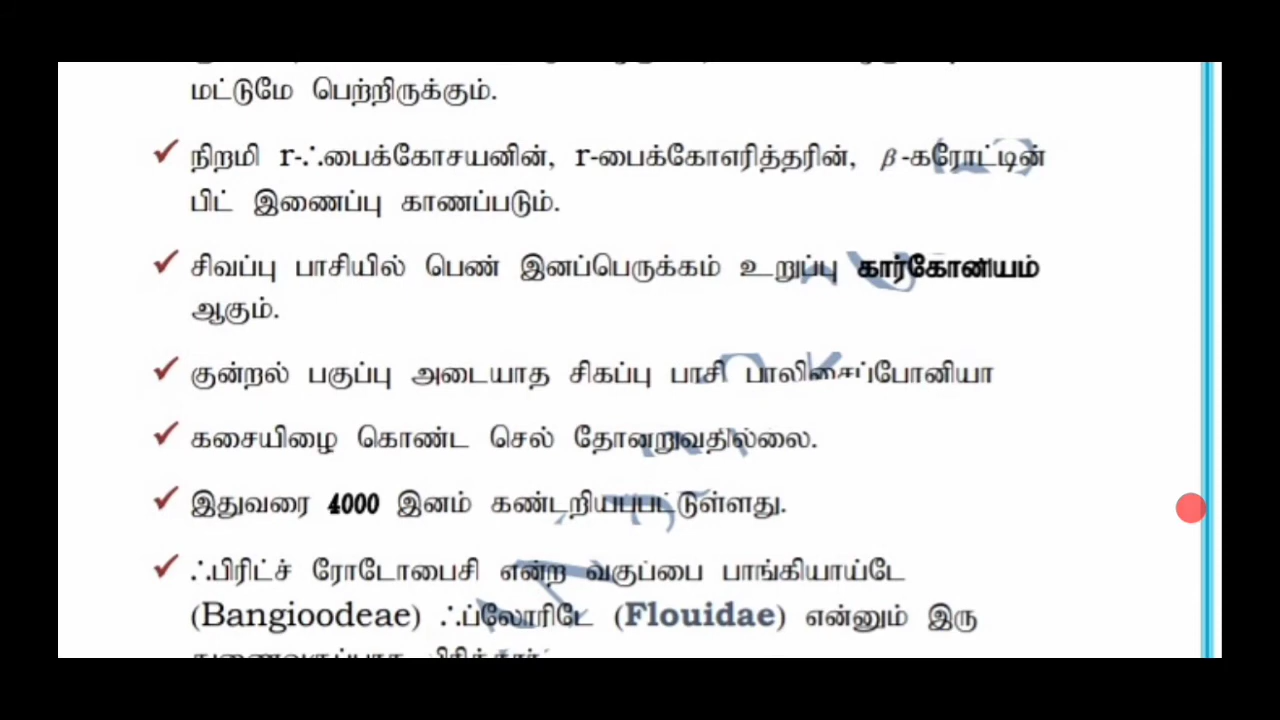 மட்டுமே பெற்றிருக்கும்.
✓ நிறமி r-ஃபைக்கோசயனின், r-பைக்கோஎரித்தரின், β-கரோட்டின்
பிட் இணைப்பு காணப்படும்.
✓ சிவப்பு பாசியில் பெண் இனப்பெருக்கம் உறுப்பு கார்கோனியம்
ஆகும்.
✓ குன்றல் பகுப்பு அடையாத சிகப்பு பாசி பாலிசைப்போனியா
✓ கசையிழை கொண்ட செல் தோன்றுவதில்லை.
✓ இதுவரை 4000 இனம் கண்டறியப்பட்டுள்ளது.
✓ ஃபிரிட்ச் ரோடோபைசி என்ற வகுப்பை பாங்கியாய்டே
(Bangioodeae) ஃப்லோரிடே (Flouidae) என்னும் இரு